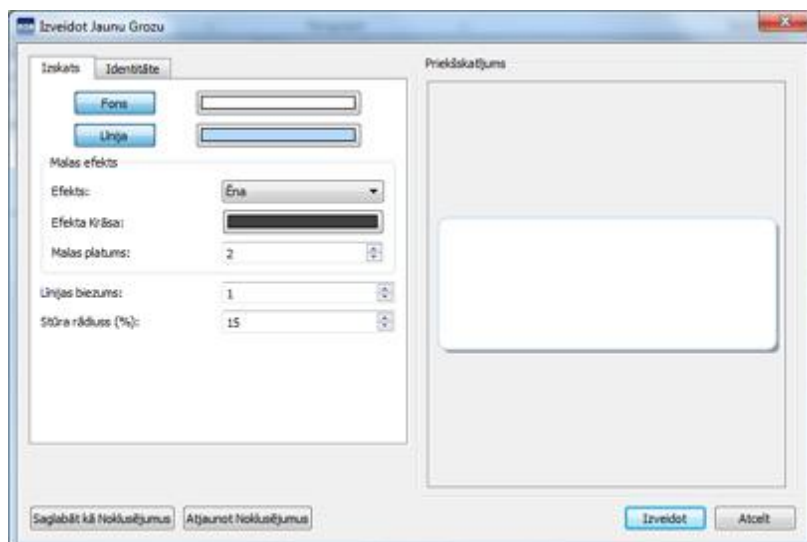 Izveidot Jaunu Grozu
Izskats
Identitāte
Priekšskatījums
Fons
Līnija
Malas efekts
Efekts:
Ēna
Efekta Krāsa:
Malas platums:
2
Līnijas biezums:
1
Stūra rādiuss (%):
15
Saglabāt kā Noklusējumus
Atjaunot Noklusējumus
Izveidot
Atcelt